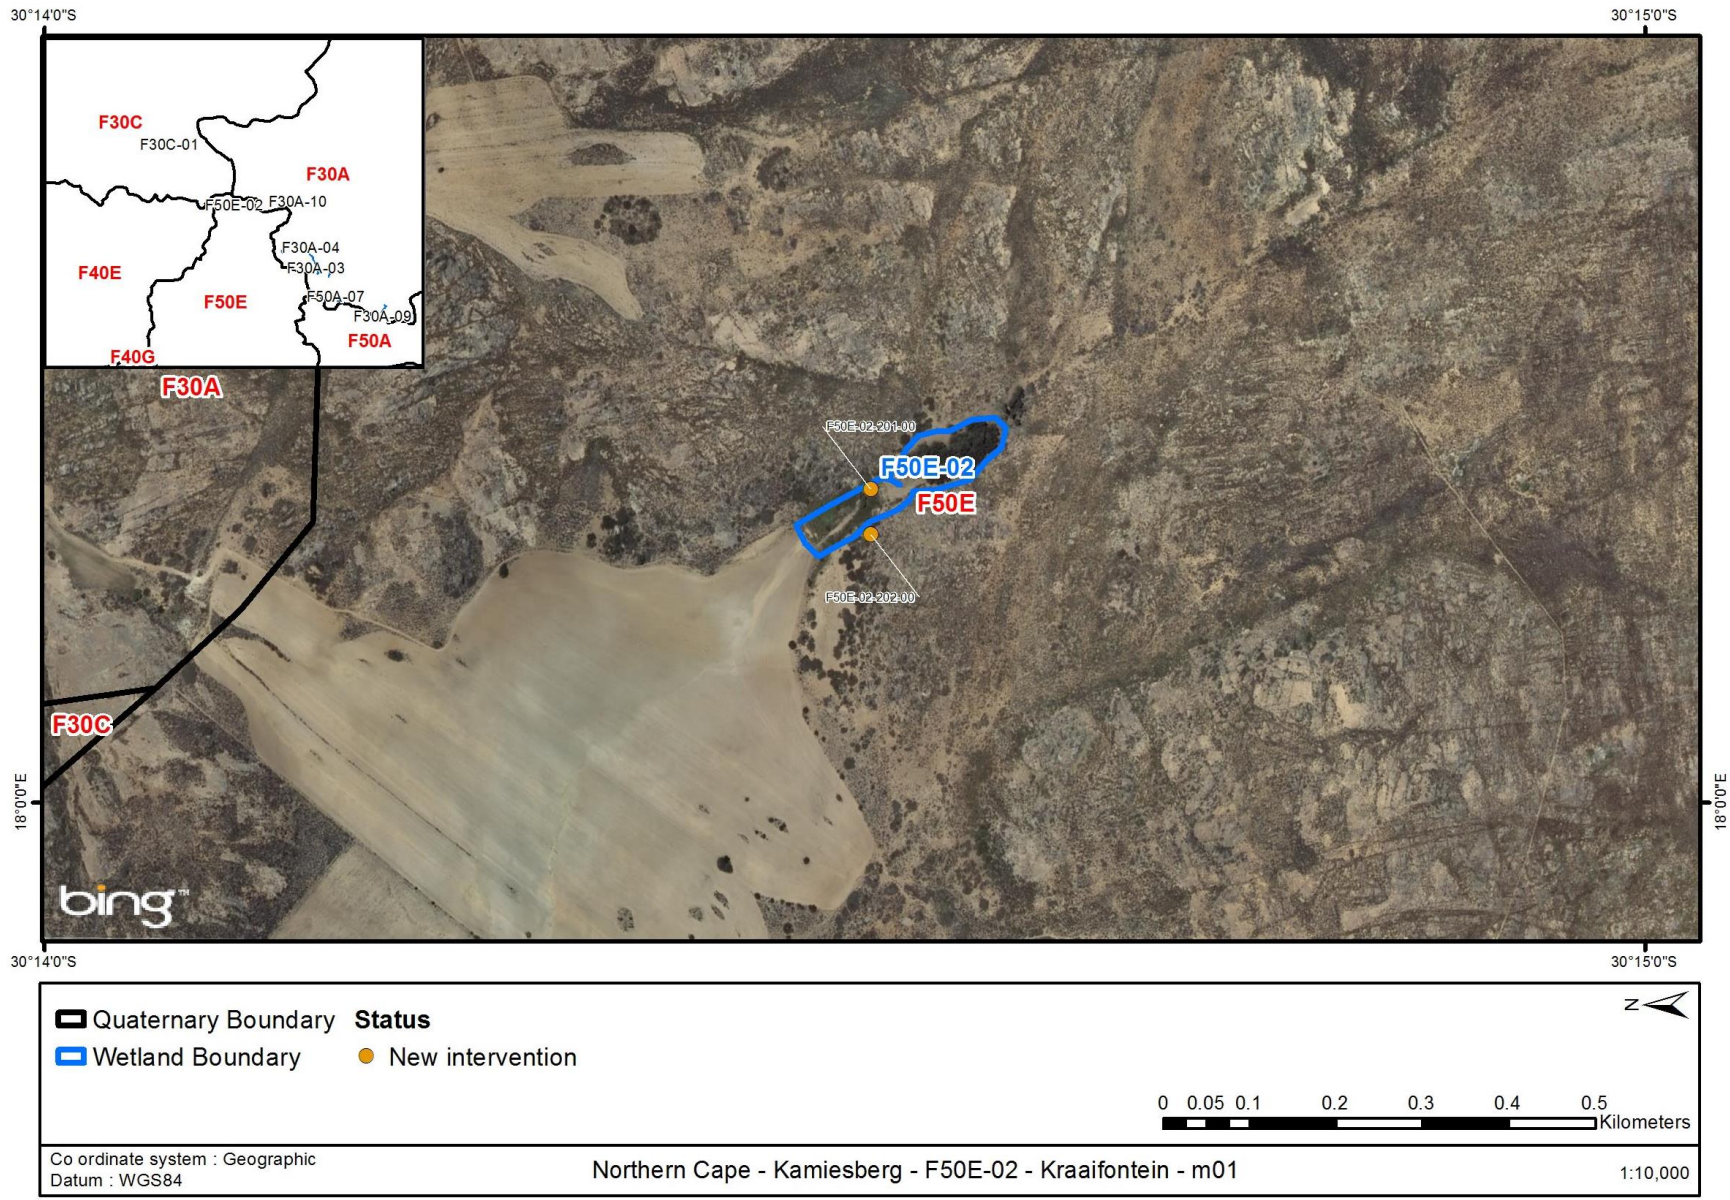 30°14'0"S
30°15'0"S
F30C
F30C-01
F30A
F50E-02
F30A-10
F30A-04
F30A-03
F40E
F50E
F50A-07
F30A-09
F50A
F40G
F30A
F50E-02-201-00
F50E-02
F50E
F50E-02-202-00
F30C
18°0'0"E
18°0'0"E
bing™
30°14'0"S
30°15'0"S
Quaternary Boundary
Status
Wetland Boundary
New intervention
N
0 0.05 0.1 0.2 0.3 0.4 0.5
Kilometers
Co ordinate system : Geographic
Datum : WGS84
Northern Cape - Kamiesberg - F50E-02 - Kraaifontein - m01
1:10,000